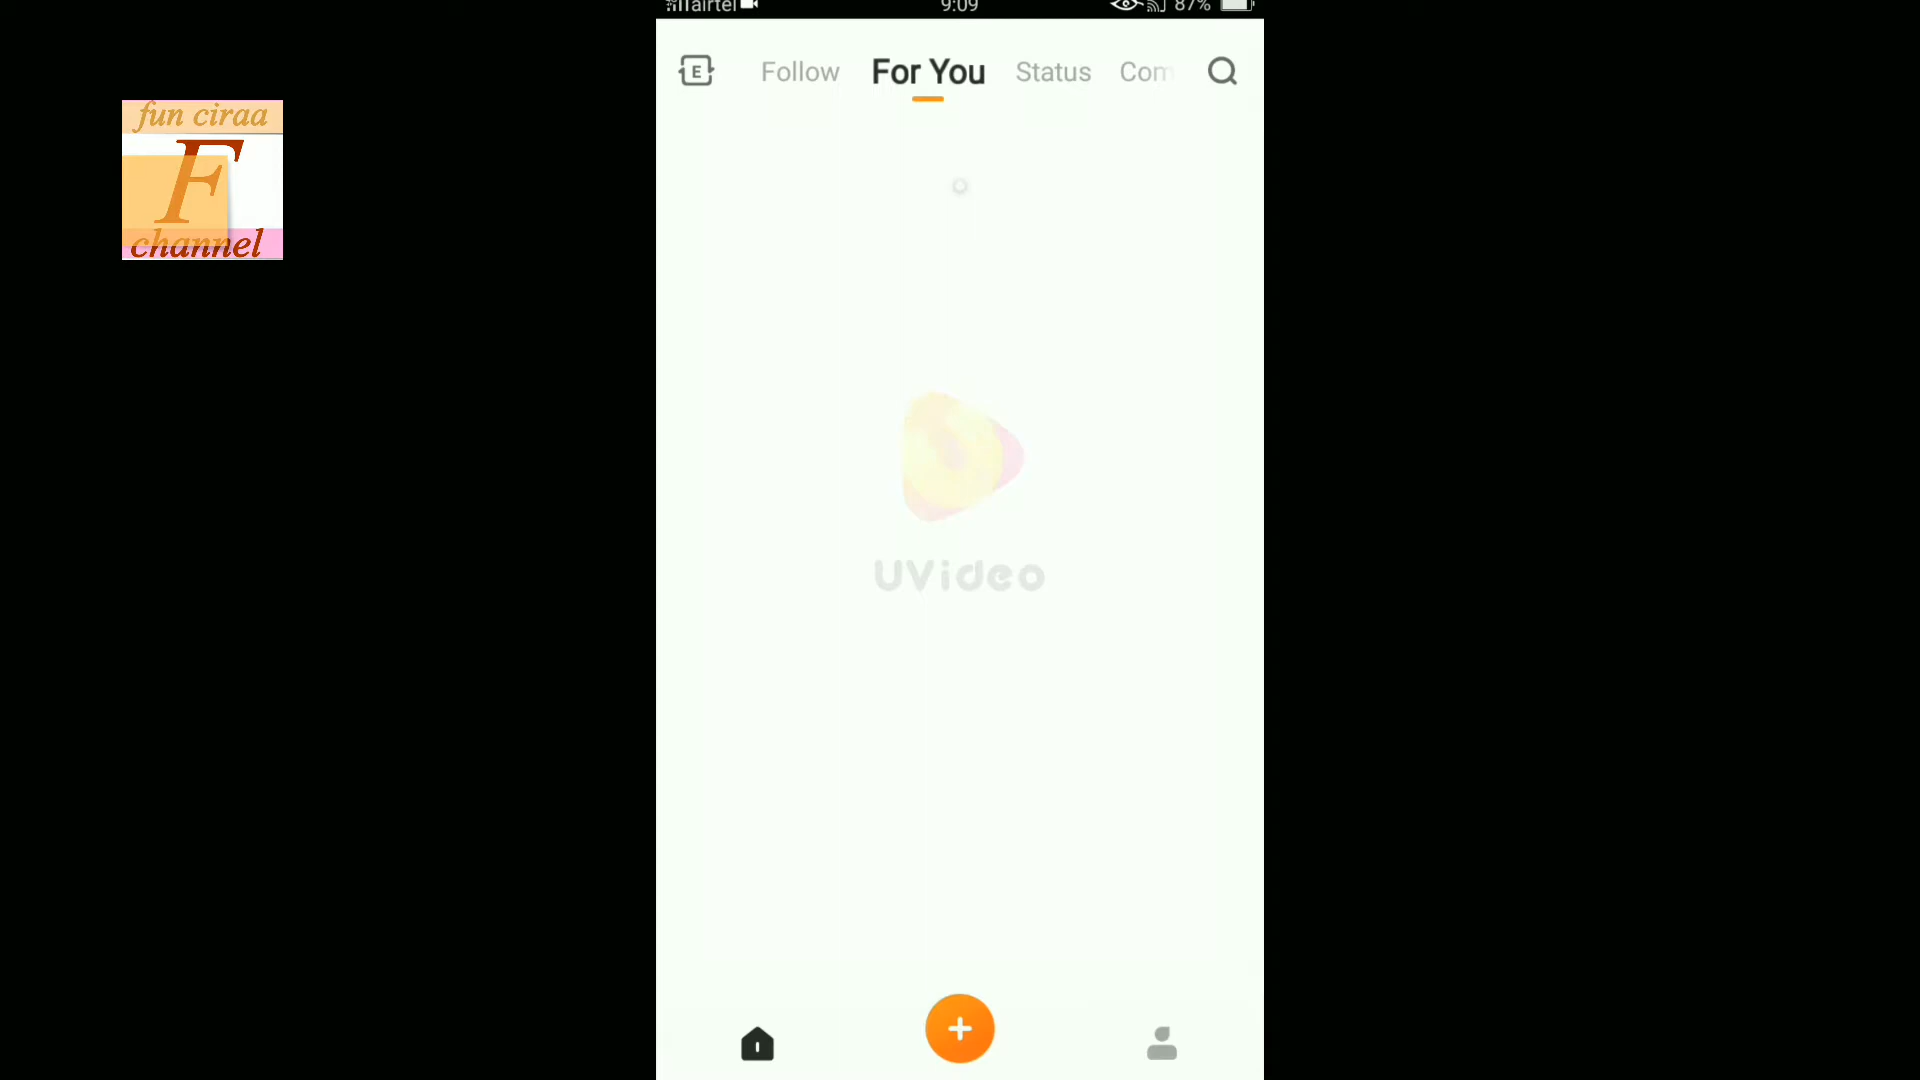 airtel 9:09 87%
E Follow For You Status Com
fun ciraa
F
channel
UVideo